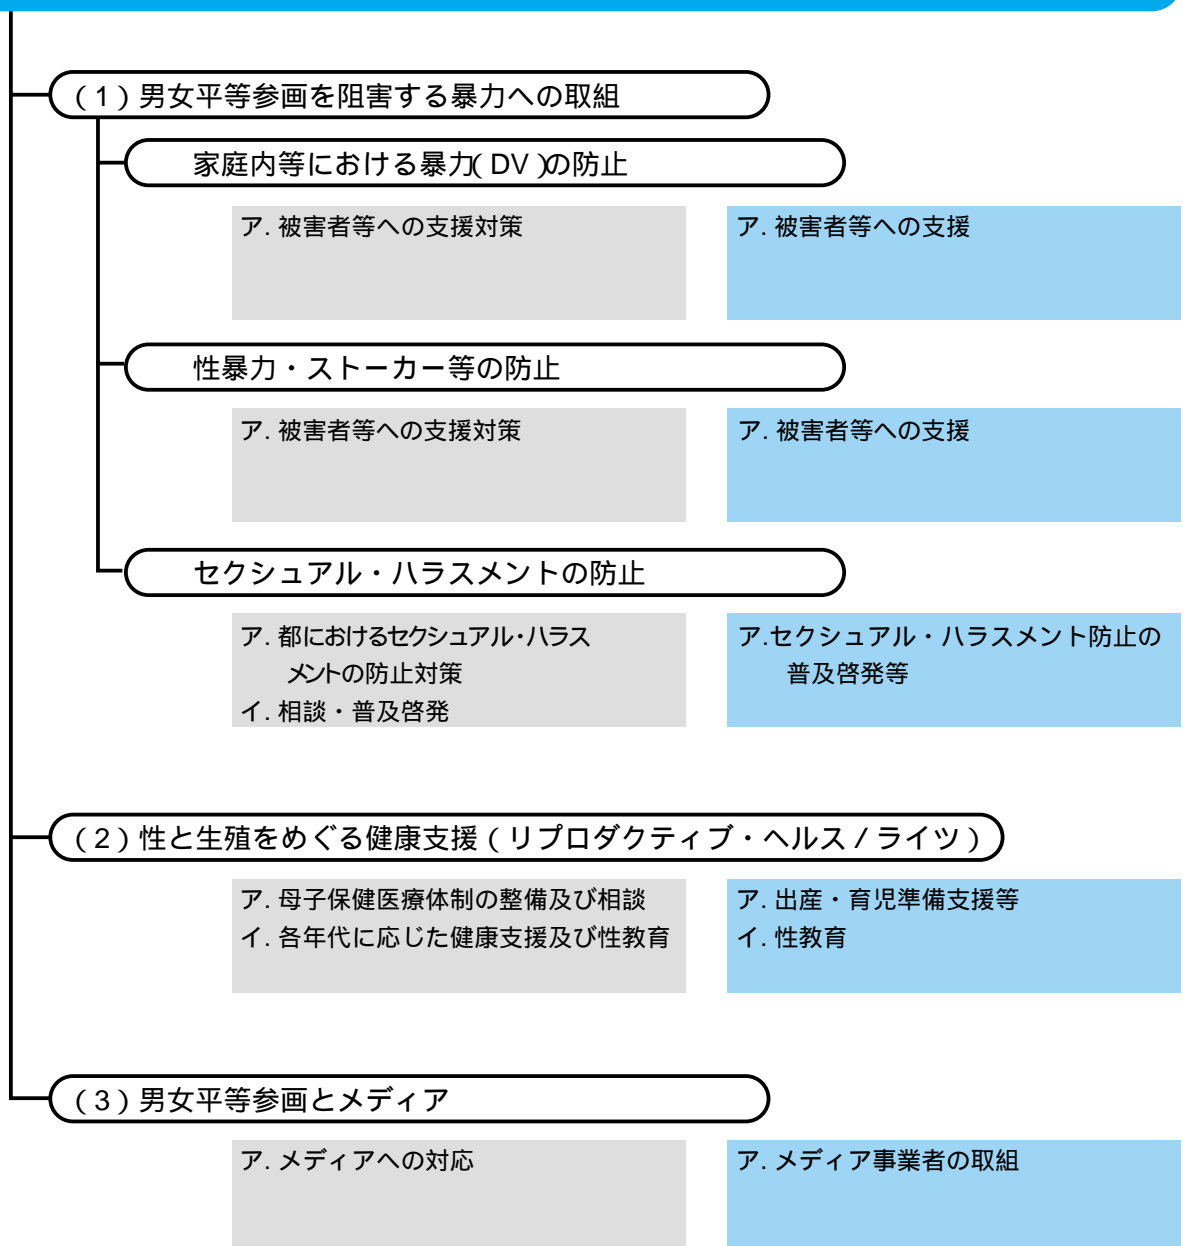 (1)男女平等参画を阻害する暴力への取組
家庭内等における暴力(DV)の防止
ア. 被害者等への支援対策
ア. 被害者等への支援
性暴力・ストーカー等の防止
ア. 被害者等への支援対策
ア. 被害者等への支援
セクシュアル・ハラスメントの防止
ア. 都におけるセクシュアル・ハラス
メントの防止対策
イ. 相談・普及啓発
ア.セクシュアル・ハラスメント防止の
普及啓発等
(2)性と生殖をめぐる健康支援(リプロダクティブ・ヘルス/ライツ)
ア. 母子保健医療体制の整備及び相談
イ. 各年代に応じた健康支援及び性教育
ア. 出産・育児準備支援等
イ. 性教育
(3)男女平等参画とメディア
ア. メディアへの対応
ア. メディア事業者の取組